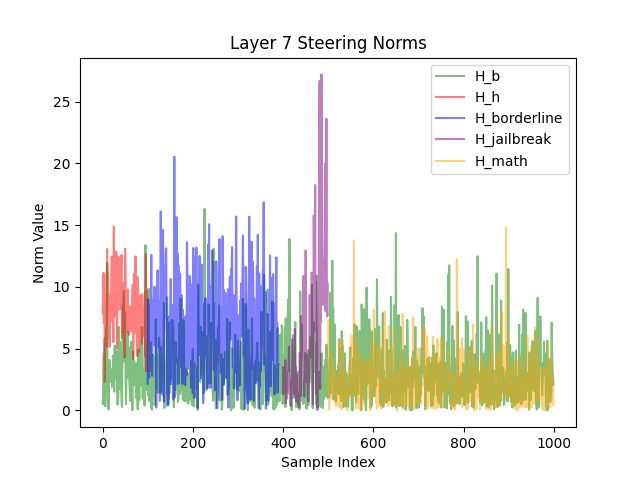 Layer 7 Steering Norms
H_b
H_h
H_borderline
H_jailbreak
H_math
Norm Value
25
20
15
10
5
0
0
200
400
600
800
1000
Sample Index